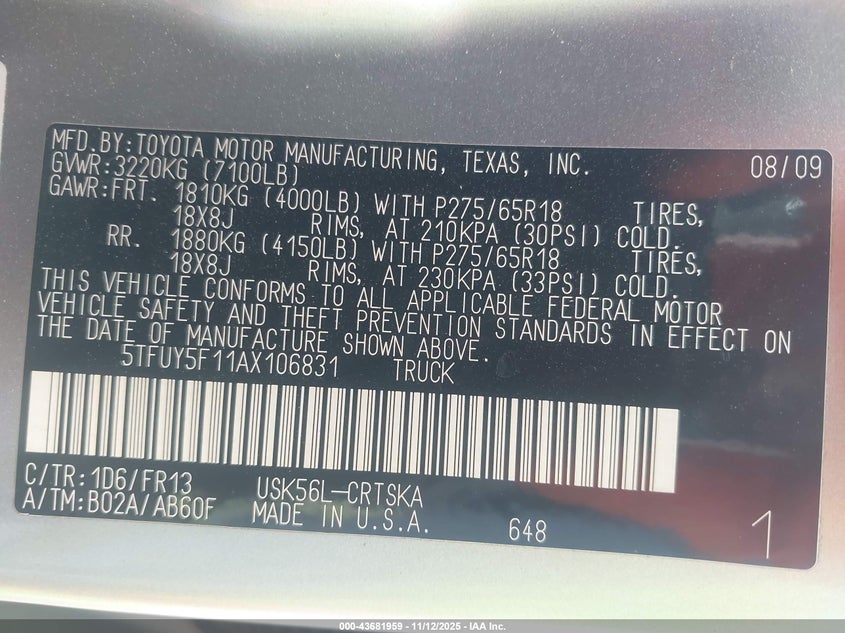 MFD.BY:TOYOTA MOTOR MANUFACTURING, TEXAS, INC. 08/09
GVWR:3220KG (7100LB)
GAWR:FRT. 1810KG (4000LB) WITH P275/65R18 TIRES,
18X8J RIMS, AT 210KPA (30PSI) COLD.
RR. 1880KG (4150LB) WITH P275/65R18 TIRES,
18X8J RIMS, AT 230KPA (33PSI) COLD.
THIS VEHICLE CONFORMS TO ALL APPLICABLE FEDERAL MOTOR
VEHICLE SAFETY AND THEFT PREVENTION STANDARDS IN EFFECT ON
THE DATE OF MANUFACTURE SHOWN ABOVE.
5TFUY5F11AX106831 TRUCK
C/TR:1D6/FR13 USK56L-CRTSKA
A/TM:B02A/AB60F MADE IN U.S.A. 648 1
000-43681959 - 11/12/2025 - IAA Inc.